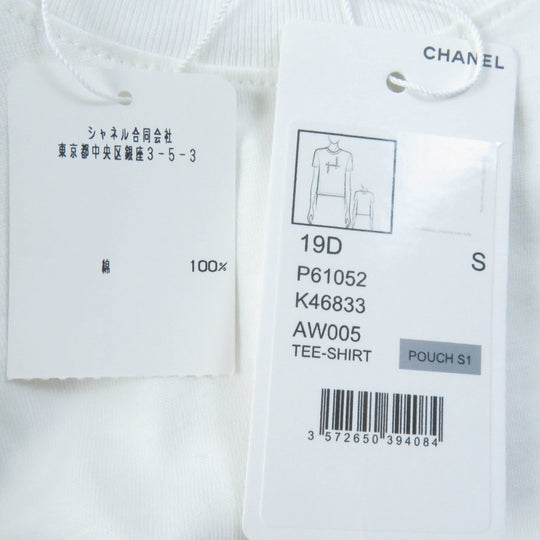 シャネル合同会社
東京都中央区銀座3-5-3
綿 100%
CHANEL
19D
S
P61052
K46833
AW005
TEE-SHIRT
POUCH S1
3 572650 394084